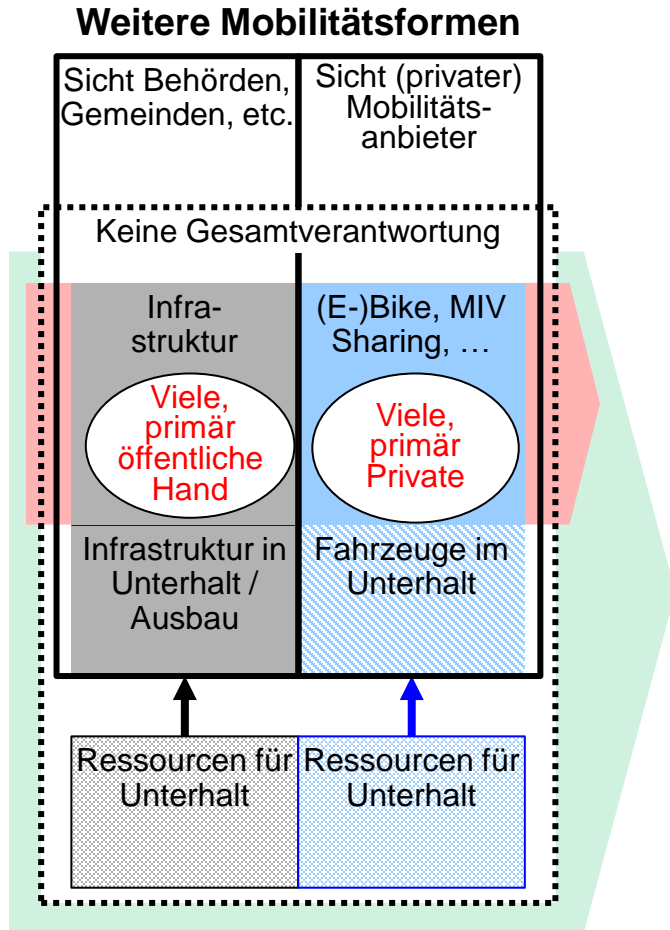 Weitere Mobilitätsformen
Sicht Behörden,
Gemeinden, etc.
Sicht (privater)
Mobilitäts-
anbieter
Keine Gesamtverantwortung
Infra-
struktur
(E-)Bike, MIV
Sharing, …
Viele,
primär
öffentliche
Hand
Viele,
primär
Private
Infrastruktur in
Unterhalt /
Ausbau
Fahrzeuge im
Unterhalt
Ressourcen für
Unterhalt
Ressourcen für
Unterhalt